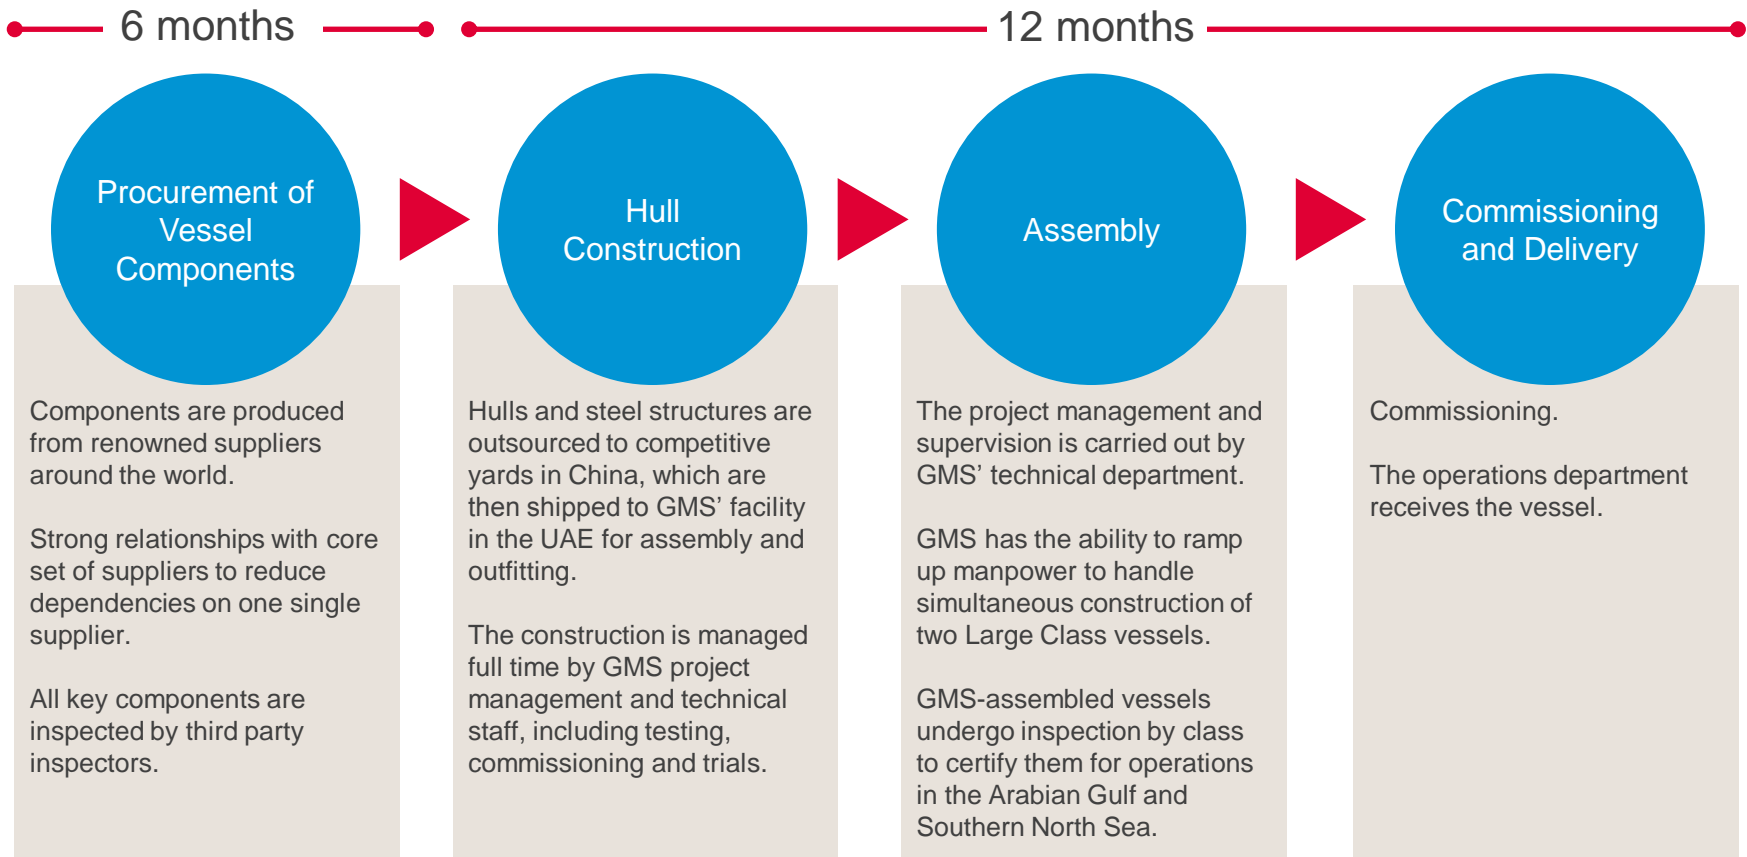 6 months
12 months
Procurement of
Vessel
Components
Hull
Construction
Assembly
Commissioning
and Delivery
Components are produced
from renowned suppliers
around the world.
Strong relationships with core
set of suppliers to reduce
dependencies on one single
supplier.
All key components are
inspected by third party
inspectors.
Hulls and steel structures are
outsourced to competitive
yards in China, which are
then shipped to GMS’ facility
in the UAE for assembly and
outfitting.
The construction is managed
full time by GMS project
management and technical
staff, including testing,
commissioning and trials.
The project management and
supervision is carried out by
GMS’ technical department.
GMS has the ability to ramp
up manpower to handle
simultaneous construction of
two Large Class vessels.
GMS-assembled vessels
undergo inspection by class
to certify them for operations
in the Arabian Gulf and
Southern North Sea.
Commissioning.
The operations department
receives the vessel.